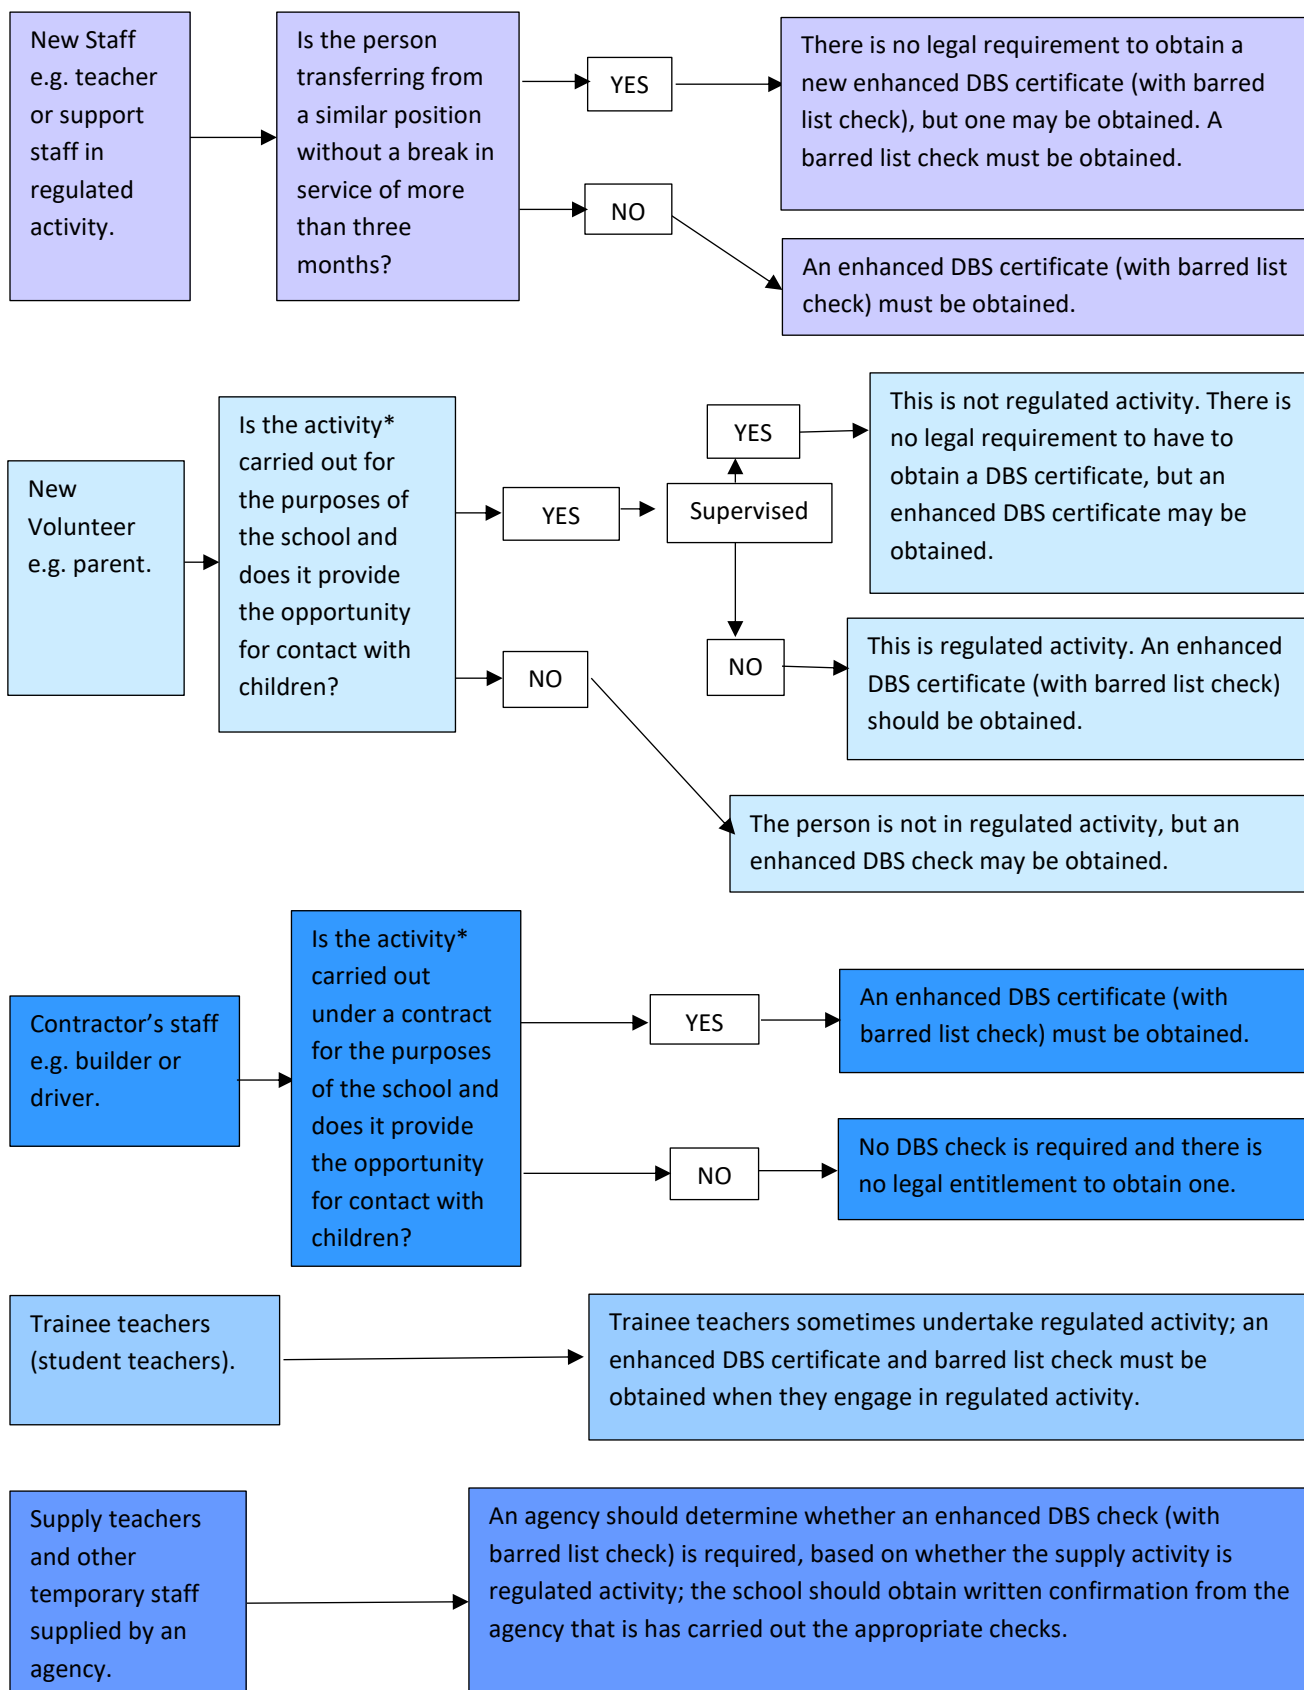 New Staff
e.g. teacher
or support
staff in
regulated
activity.
Is the person
transferring from
a similar position
without a break in
service of more
than three
months?
YES
NO
There is no legal requirement to obtain a
new enhanced DBS certificate (with barred
list check), but one may be obtained. A
barred list check must be obtained.
An enhanced DBS certificate (with barred list
check) must be obtained.
New
Volunteer
e.g. parent.
Is the activity*
carried out for
the purposes of
the school and
does it provide
the opportunity
for contact with
children?
YES
NO
Supervised
YES
NO
This is not regulated activity. There is
no legal requirement to have to
obtain a DBS certificate, but an
enhanced DBS certificate may be
obtained.
This is regulated activity. An enhanced
DBS certificate (with barred list check)
should be obtained.
The person is not in regulated activity, but an
enhanced DBS check may be obtained.
Contractor’s staff
e.g. builder or
driver.
Is the activity*
carried out
under a contract
for the purposes
of the school and
does it provide
the opportunity
for contact with
children?
YES
NO
An enhanced DBS certificate (with
barred list check) must be obtained.
No DBS check is required and there is
no legal entitlement to obtain one.
Trainee teachers
(student teachers).
Trainee teachers sometimes undertake regulated activity; an
enhanced DBS certificate and barred list check must be
obtained when they engage in regulated activity.
Supply teachers
and other
temporary staff
supplied by an
agency.
An agency should determine whether an enhanced DBS check (with
barred list check) is required, based on whether the supply activity is
regulated activity; the school should obtain written confirmation from the
agency that is has carried out the appropriate checks.